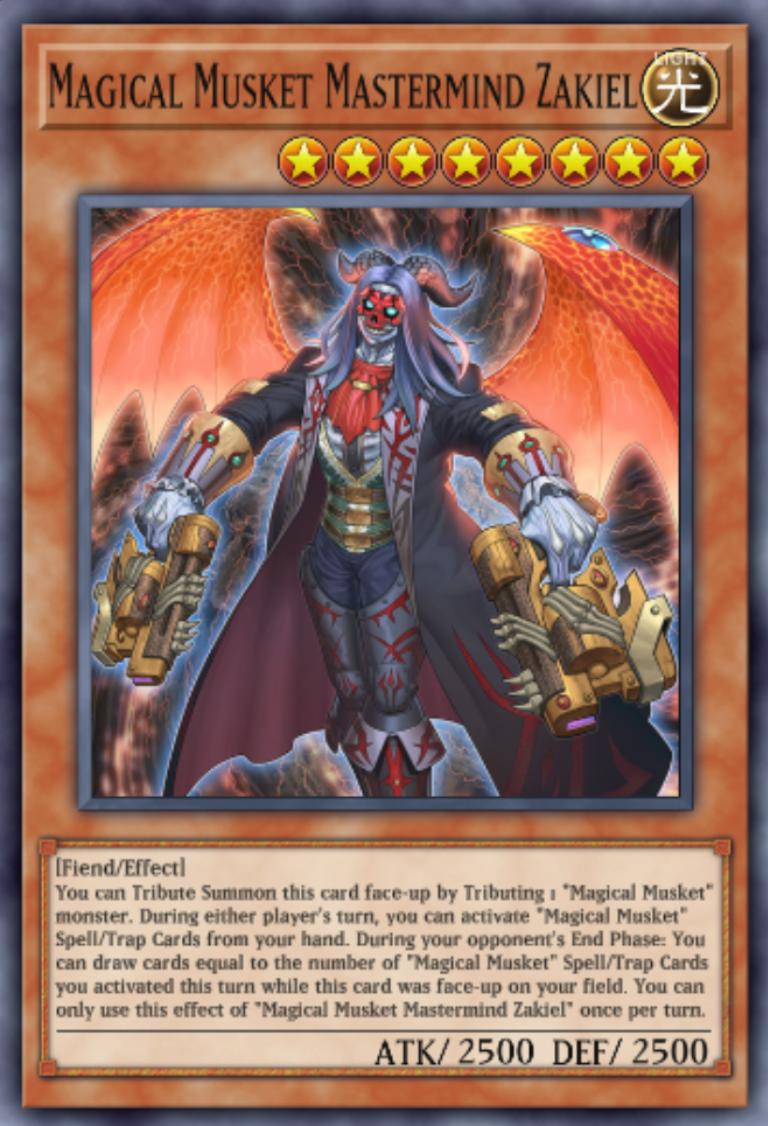 MAGICAL MUSKET MASTERMIND ZAKIEL
LIGHT
光
[Fiend/Effect]
You can Tribute Summon this card face-up by Tributing 1 "Magical Musket"
monster. During either player's turn, you can activate "Magical Musket"
Spell/Trap Cards from your hand. During your opponent's End Phase: You
can draw cards equal to the number of "Magical Musket" Spell/Trap Cards
you activated this turn while this card was face-up on your field. You can
only use this effect of "Magical Musket Mastermind Zakiel" once per turn.
ATK/ 2500 DEF/ 2500